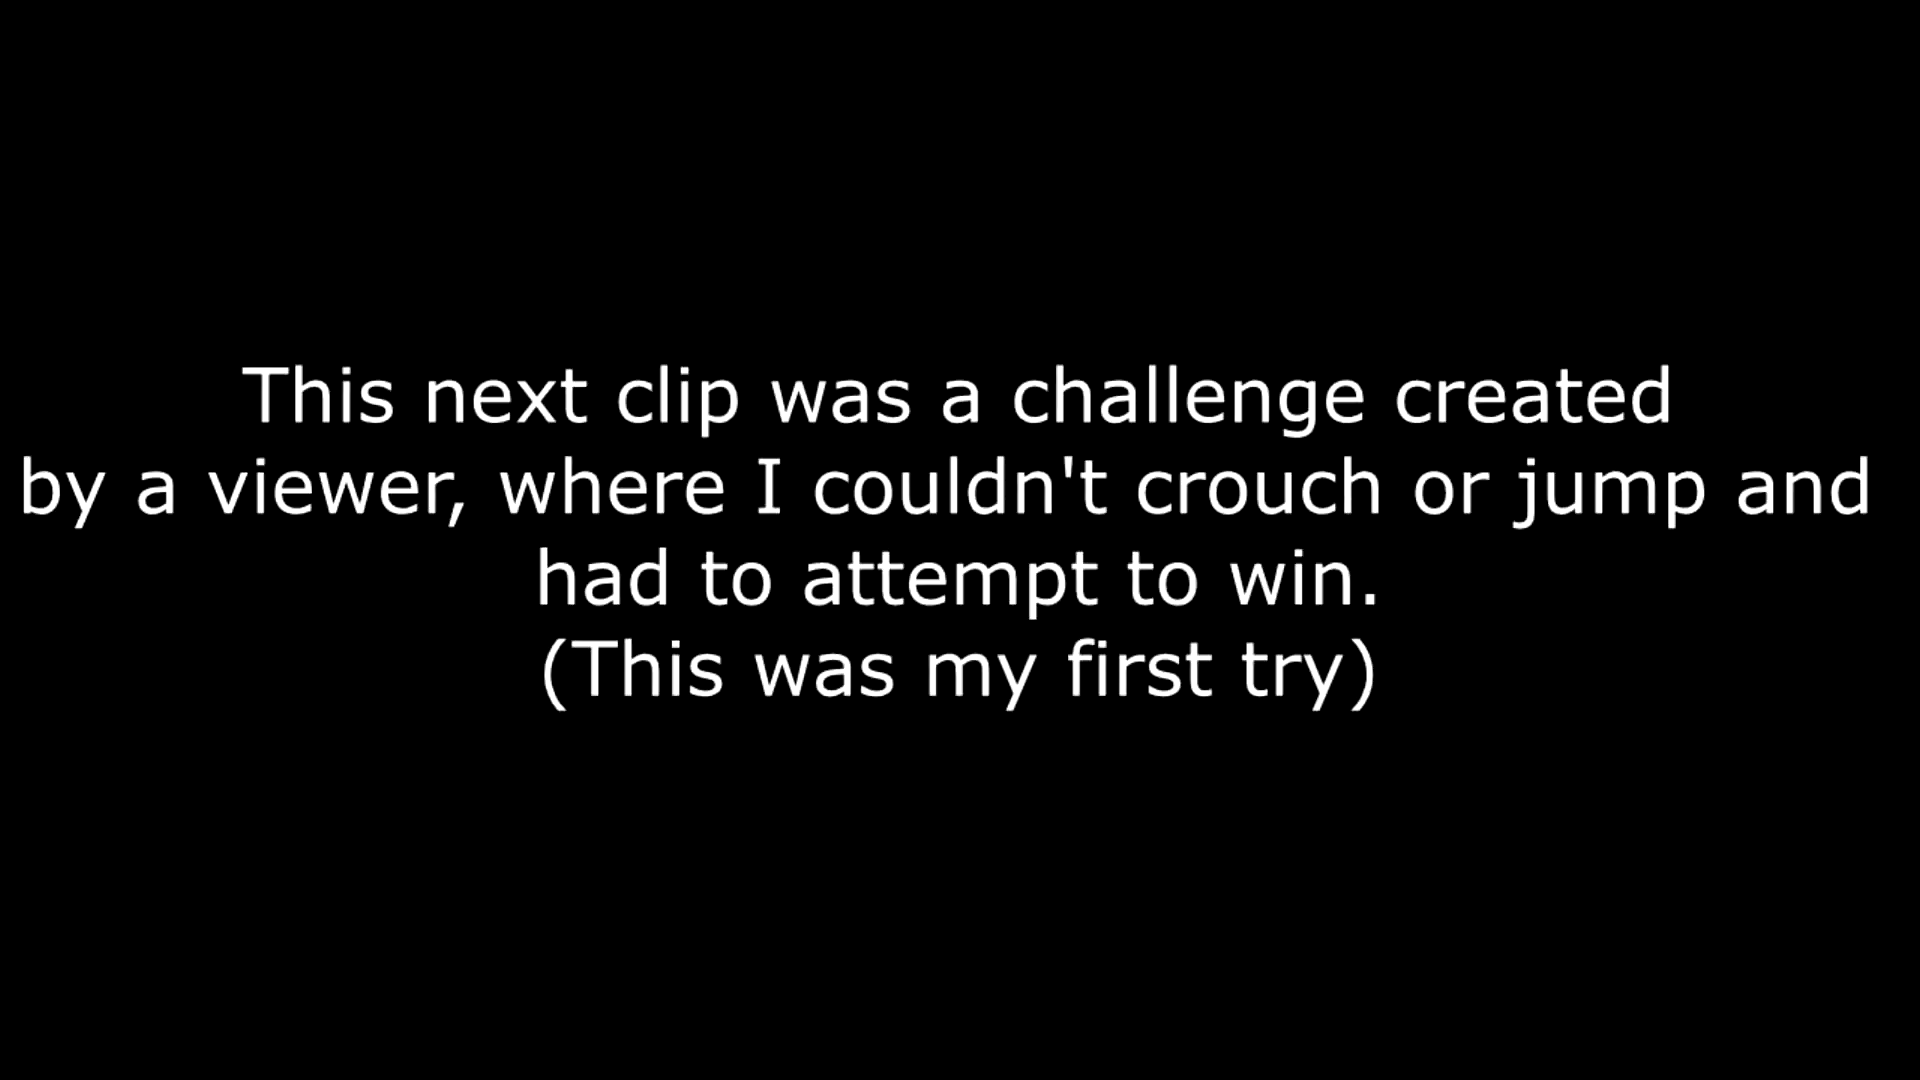 This next clip was a challenge created
by a viewer, where I couldn't crouch or jump and
had to attempt to win.
(This was my first try)